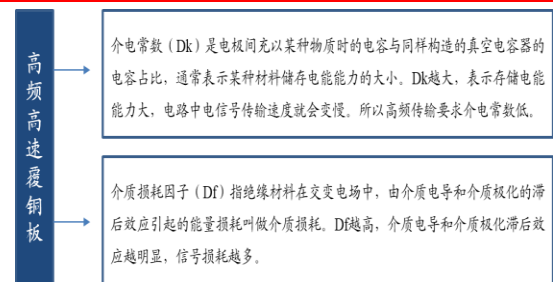 高频高速覆铜板
介电常数（Dk）是电极间充以某种物质时的电容与同样构造的真空电容器的
电容占比，通常表示某种材料储存电能能力的大小。Dk越大，表示存储电能
能力大，电路中电信号传输速度就会变慢。所以高频传输要求介电常数低。
介质损耗因子（Df）指绝缘材料在交变电场中，由介质电导和介质极化的滞
后效应引起的能量损耗叫做介质损耗。Df越高，介质电导和介质极化滞后效
应越明显，信号损耗越多。